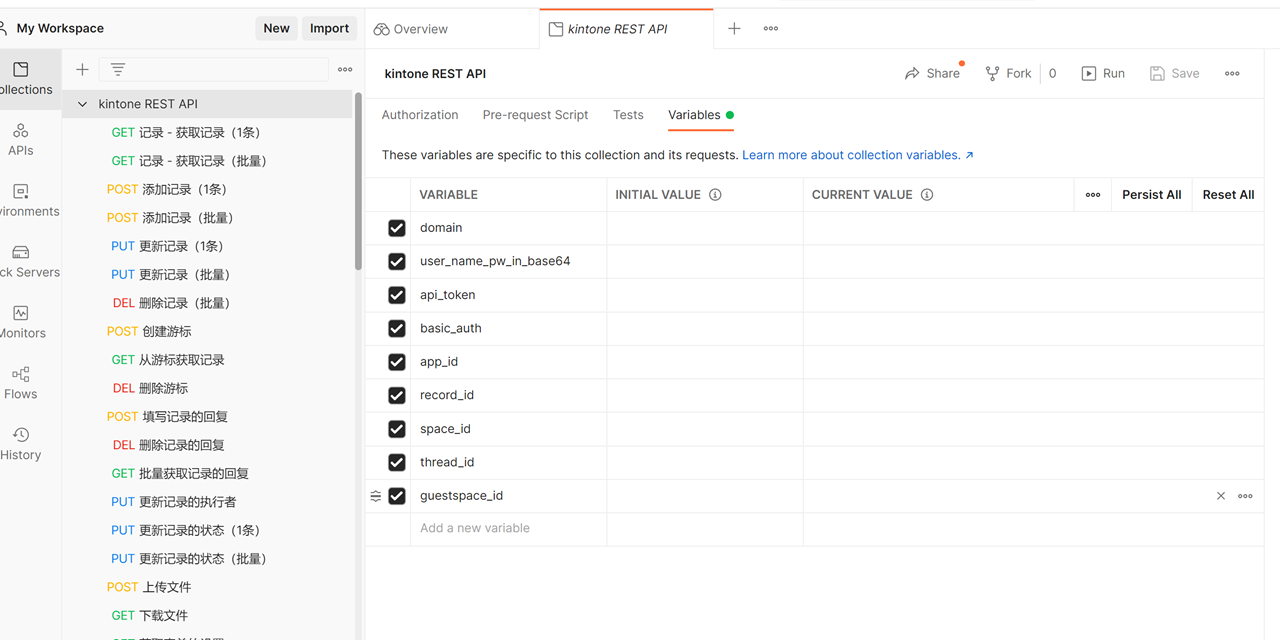 My Workspace
New
Import
Overview
kintone REST API
kintone REST API
Share
Fork
0
Run
Save
ollections
APIs
vironments
ck Servers
Monitors
Flows
History
kintone REST API
GET 记录 - 获取记录（1条）
GET 记录 - 获取记录（批量）
POST 添加记录（1条）
POST 添加记录（批量）
PUT 更新记录（1条）
PUT 更新记录（批量）
DEL 删除记录（批量）
POST 创建游标
GET 从游标获取记录
DEL 删除游标
POST 填写记录的回复
DEL 删除记录的回复
GET 批量获取记录的回复
PUT 更新记录的执行者
PUT 更新记录的状态（1条）
PUT 更新记录的状态（批量）
POST 上传文件
GET 下载文件
Authorization
Pre-request Script
Tests
Variables
These variables are specific to this collection and its requests. Learn more about collection variables. ↗
VARIABLE
INITIAL VALUE
CURRENT VALUE
Persist All
Reset All
domain
user_name_pw_in_base64
api_token
basic_auth
app_id
record_id
space_id
thread_id
guestspace_id
Add a new variable